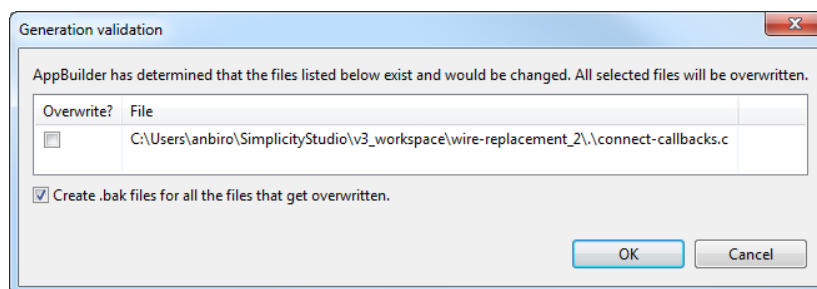 Generation validation
AppBuilder has determined that the files listed below exist and would be changed. All selected files will be overwritten.
Overwrite? File
C:\Users\anbiro\SimplicityStudio\v3_workspace\wire-replacement_2\.\connect-callbacks.c
Create .bak files for all the files that get overwritten.
OK Cancel